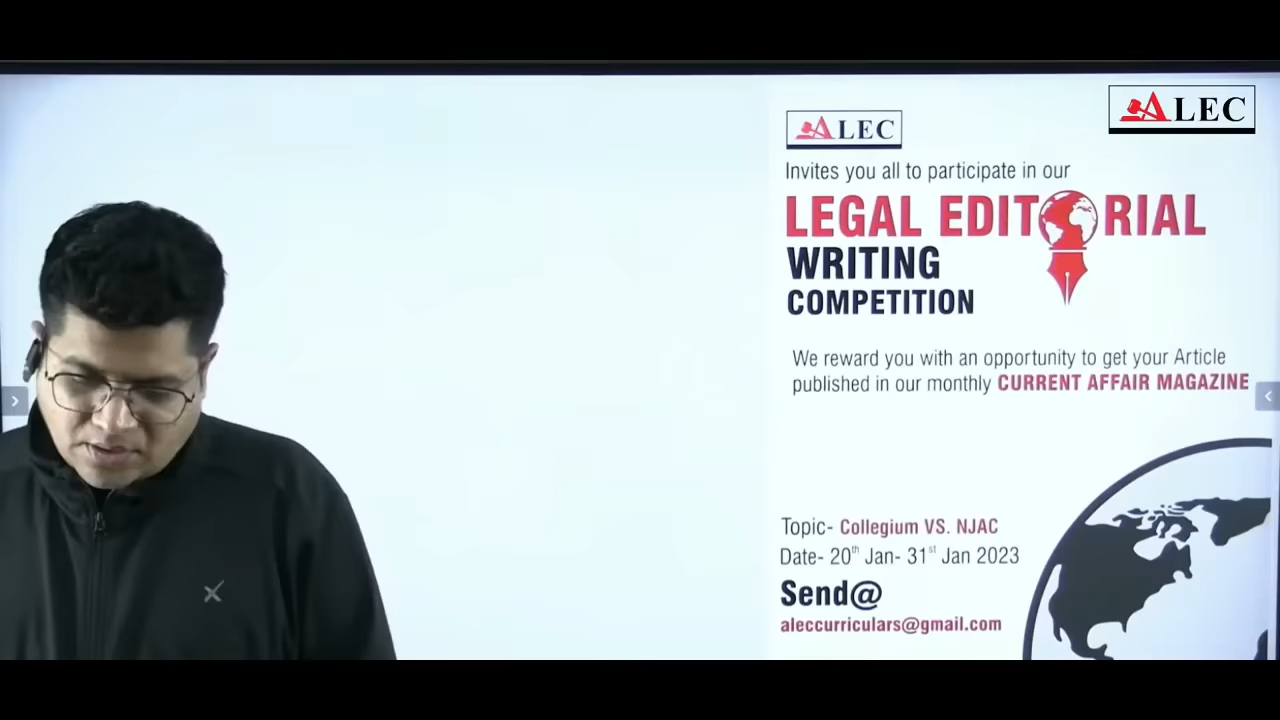 ALEC
ALEC
Invites you all to participate in our
LEGAL EDITORIAL
WRITING
COMPETITION
We reward you with an opportunity to get your Article
published in our monthly CURRENT AFFAIR MAGAZINE
Topic- Collegium VS. NJAC
Date- 20th Jan- 31st Jan 2023
Send@
aleccurriculars@gmail.com